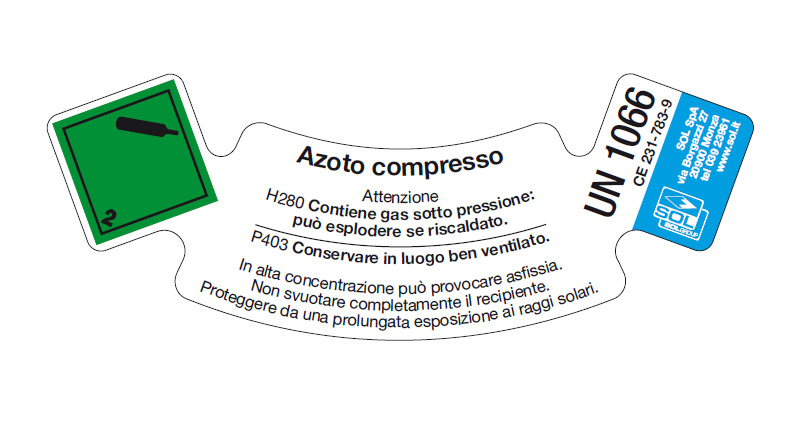 2
Azoto compresso
Attenzione
H280 Contiene gas sotto pressione:
può esplodere se riscaldato.
P403 Conservare in luogo ben ventilato.
In alta concentrazione può provocare asfissia.
Non svuotare completamente il recipiente.
Proteggere da una prolungata esposizione ai raggi solari.
UN 1066
CE 231-783-9
SOL SpA
via Borgazzi 27
20900 Monza
tel 039 23961
www.sol.it
SOL